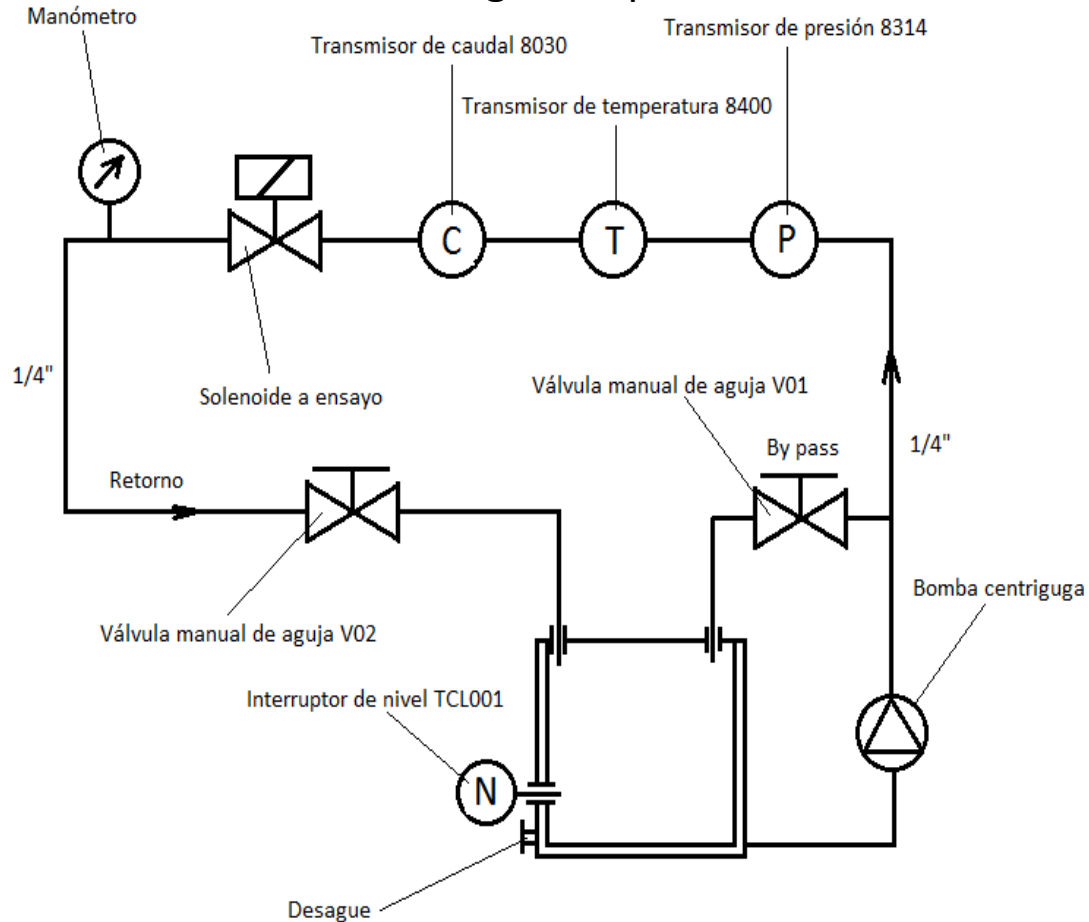 Manómetro
Transmisor de caudal 8030
Transmisor de presión 8314
Transmisor de temperatura 8400
C
T
P
1/4"
Solenoide a ensayo
Válvula manual de aguja V01
By pass
1/4"
Retorno
Bomba centriguga
Válvula manual de aguja V02
Interruptor de nivel TCL001
N
Desague